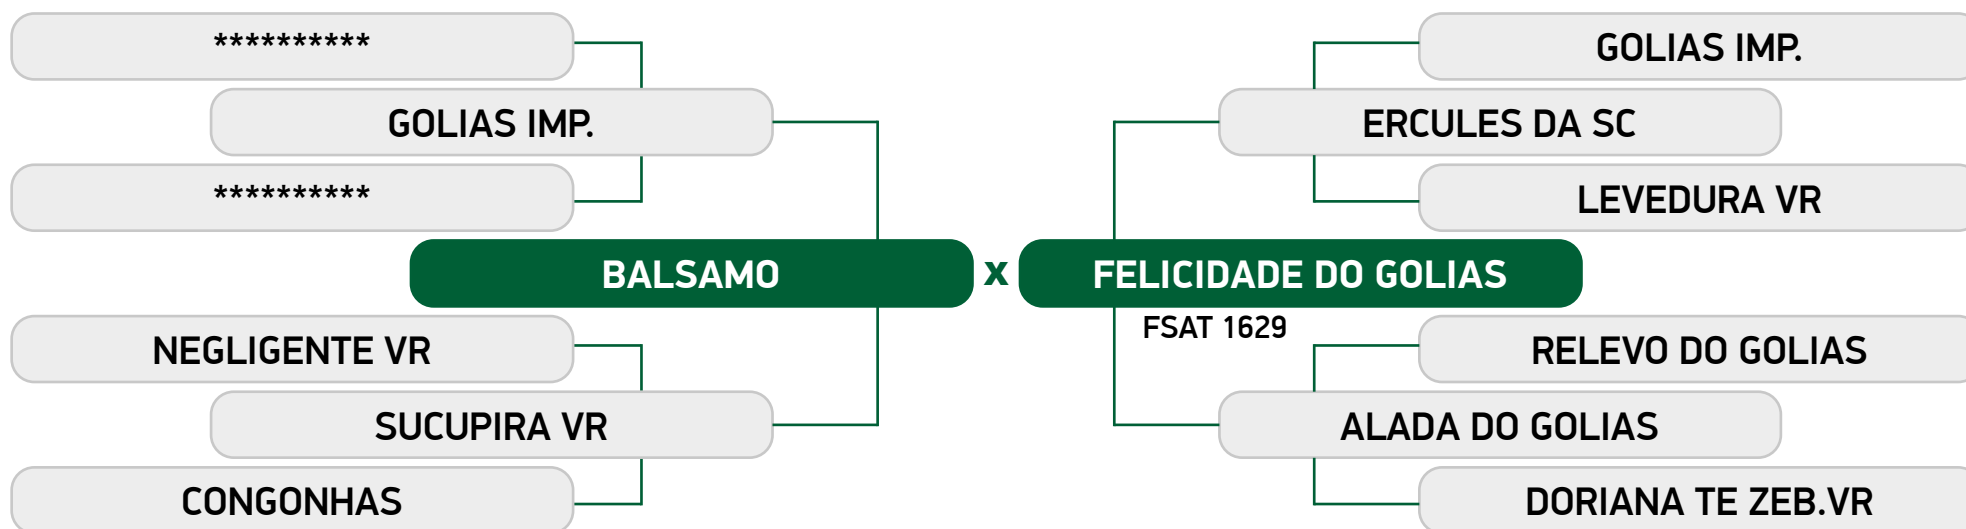 **********
GOLIAS IMP.
**********
BALSAMO
NEGLIGENTE VR
SUCUPIRA VR
CONGONHAS
x
GOLIAS IMP.
ERCULES DA SC
LEVEDURA VR
FELICIDADE DO GOLIAS
FSAT 1629
RELEVO DO GOLIAS
ALADA DO GOLIAS
DORIANA TE ZEB.VR